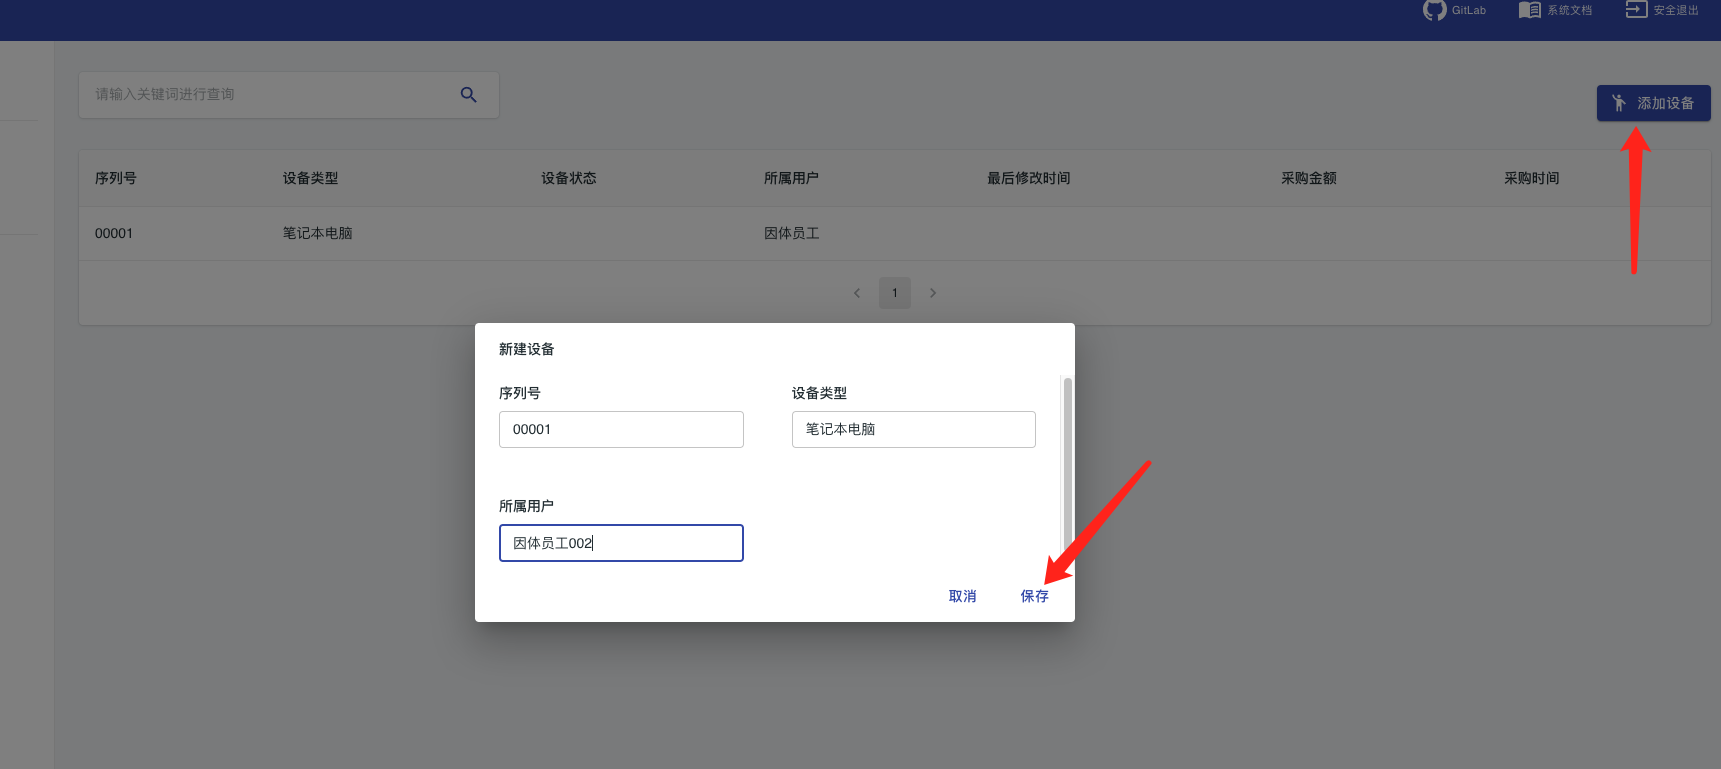 GitLab 系统文档 安全退出
请输入关键词进行查询
添加设备
序列号 设备类型 设备状态 所属用户 最后修改时间 采购金额 采购时间
00001 笔记本电脑 因体员工
1
新建设备
序列号 设备类型
00001 笔记本电脑
所属用户
因体员工002
取消 保存